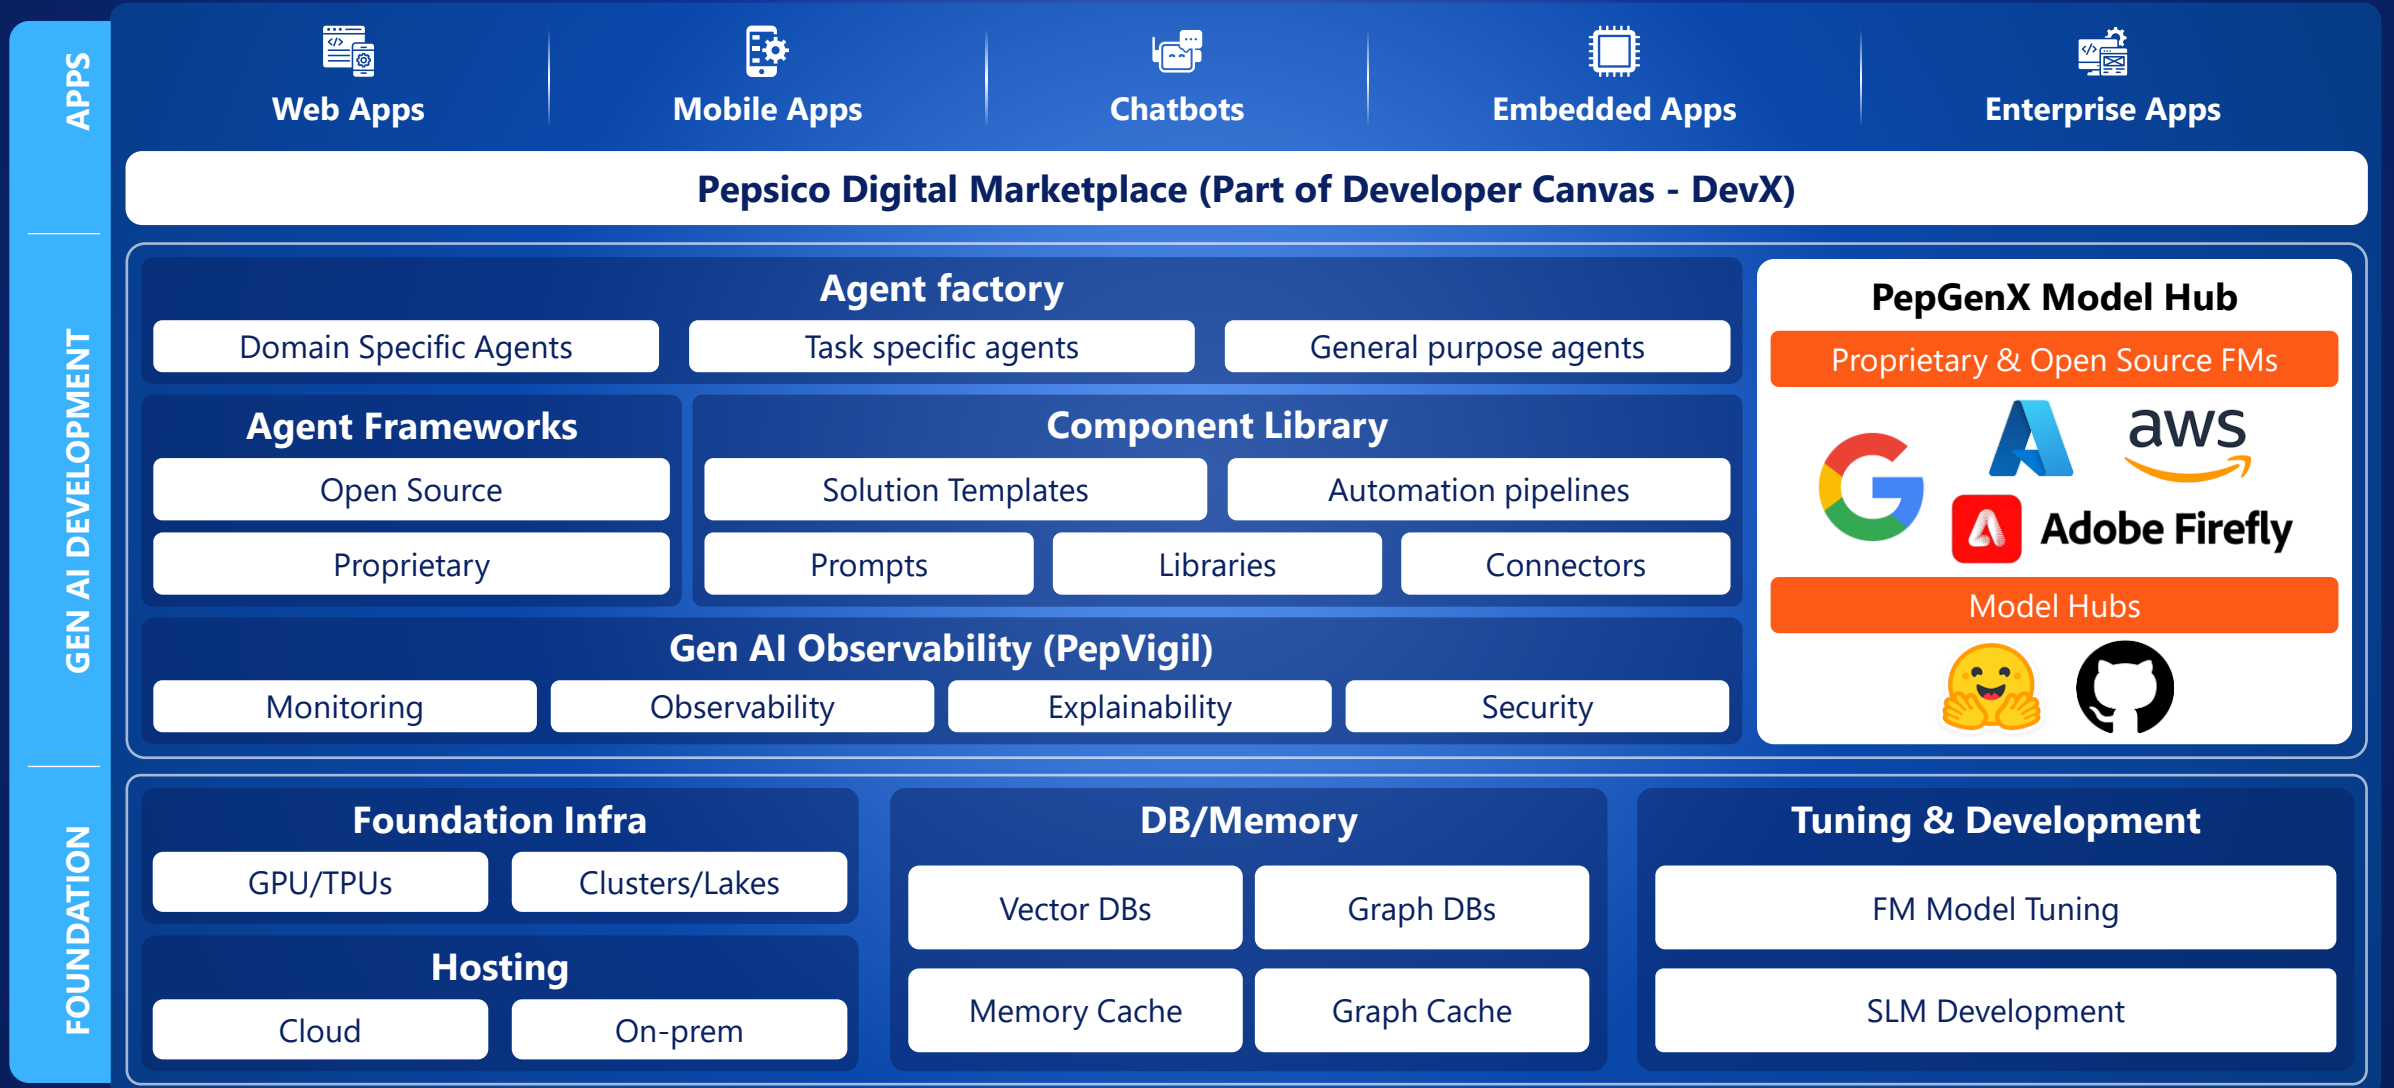 APPS
Web Apps
Mobile Apps
Chatbots
Embedded Apps
Enterprise Apps
Pepsico Digital Marketplace (Part of Developer Canvas - DevX)
GEN AI DEVELOPMENT
Agent factory
Domain Specific Agents
Task specific agents
General purpose agents
Agent Frameworks
Open Source
Proprietary
Component Library
Solution Templates
Automation pipelines
Prompts
Libraries
Connectors
Gen AI Observability (PepVigil)
Monitoring
Observability
Explainability
Security
PepGenX Model Hub
Proprietary & Open Source FMs
aws
Adobe Firefly
Model Hubs
FOUNDATION
Foundation Infra
GPU/TPUs
Clusters/Lakes
Hosting
Cloud
On-prem
DB/Memory
Vector DBs
Graph DBs
Memory Cache
Graph Cache
Tuning & Development
FM Model Tuning
SLM Development